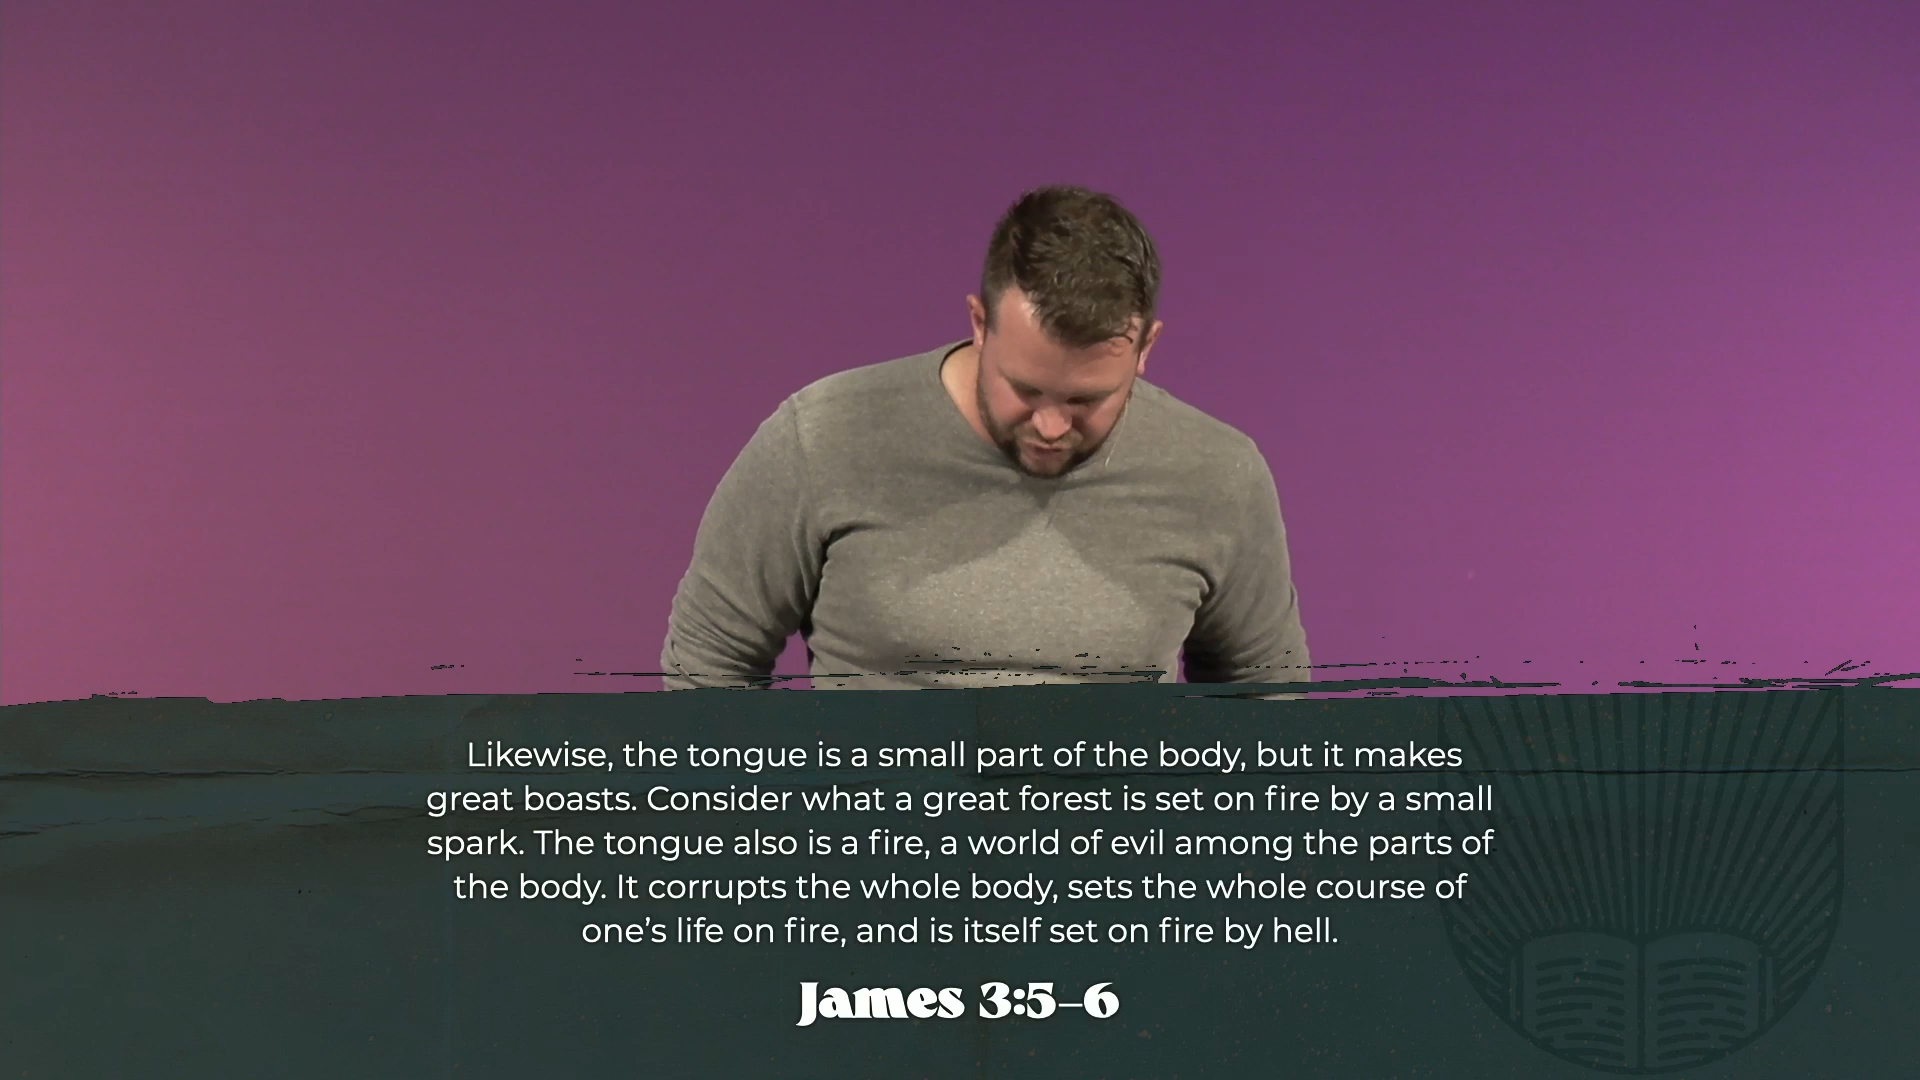 Likewise, the tongue is a small part of the body, but it makes
great boasts. Consider what a great forest is set on fire by a small
spark. The tongue also is a fire, a world of evil among the parts of
the body. It corrupts the whole body, sets the whole course of
one’s life on fire, and is itself set on fire by hell.
James 3:5–6